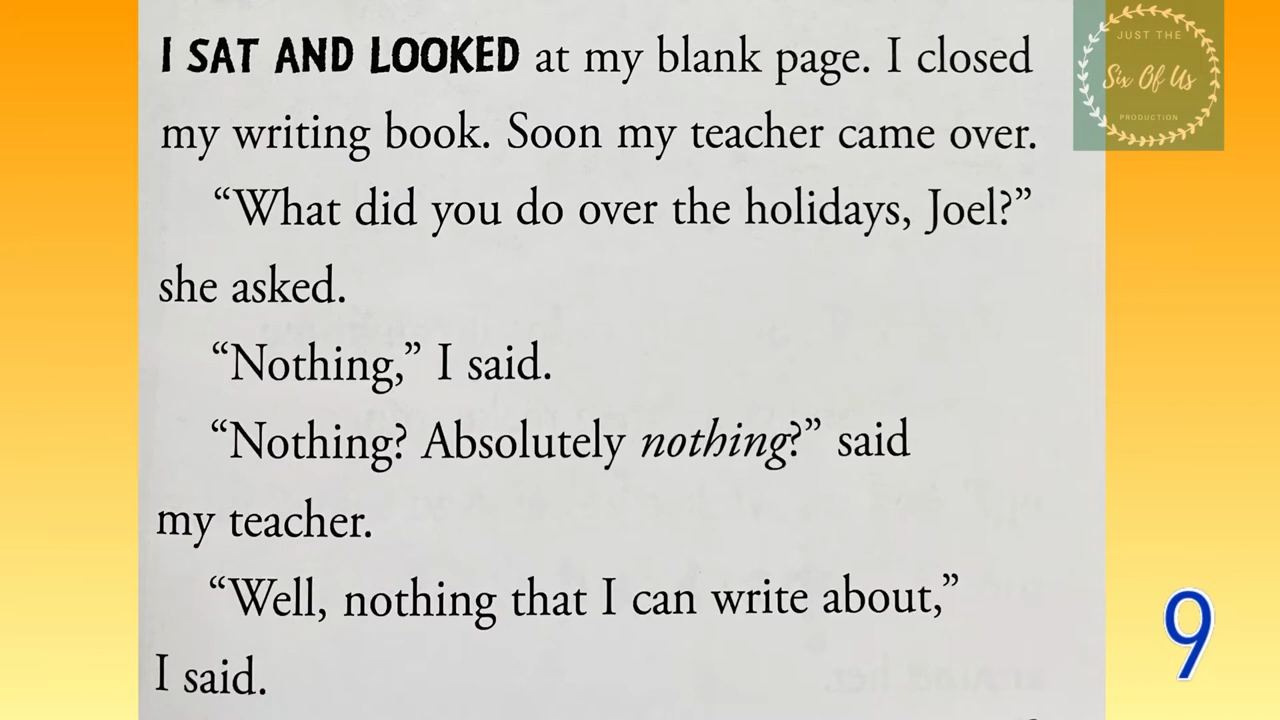 I SAT AND LOOKED at my blank page. I closed
my writing book. Soon my teacher came over.
“What did you do over the holidays, Joel?”
she asked.
“Nothing,” I said.
“Nothing? Absolutely nothing?” said
my teacher.
“Well, nothing that I can write about,”
I said.
JUST THE
Six Of Us
PRODUCTION
9